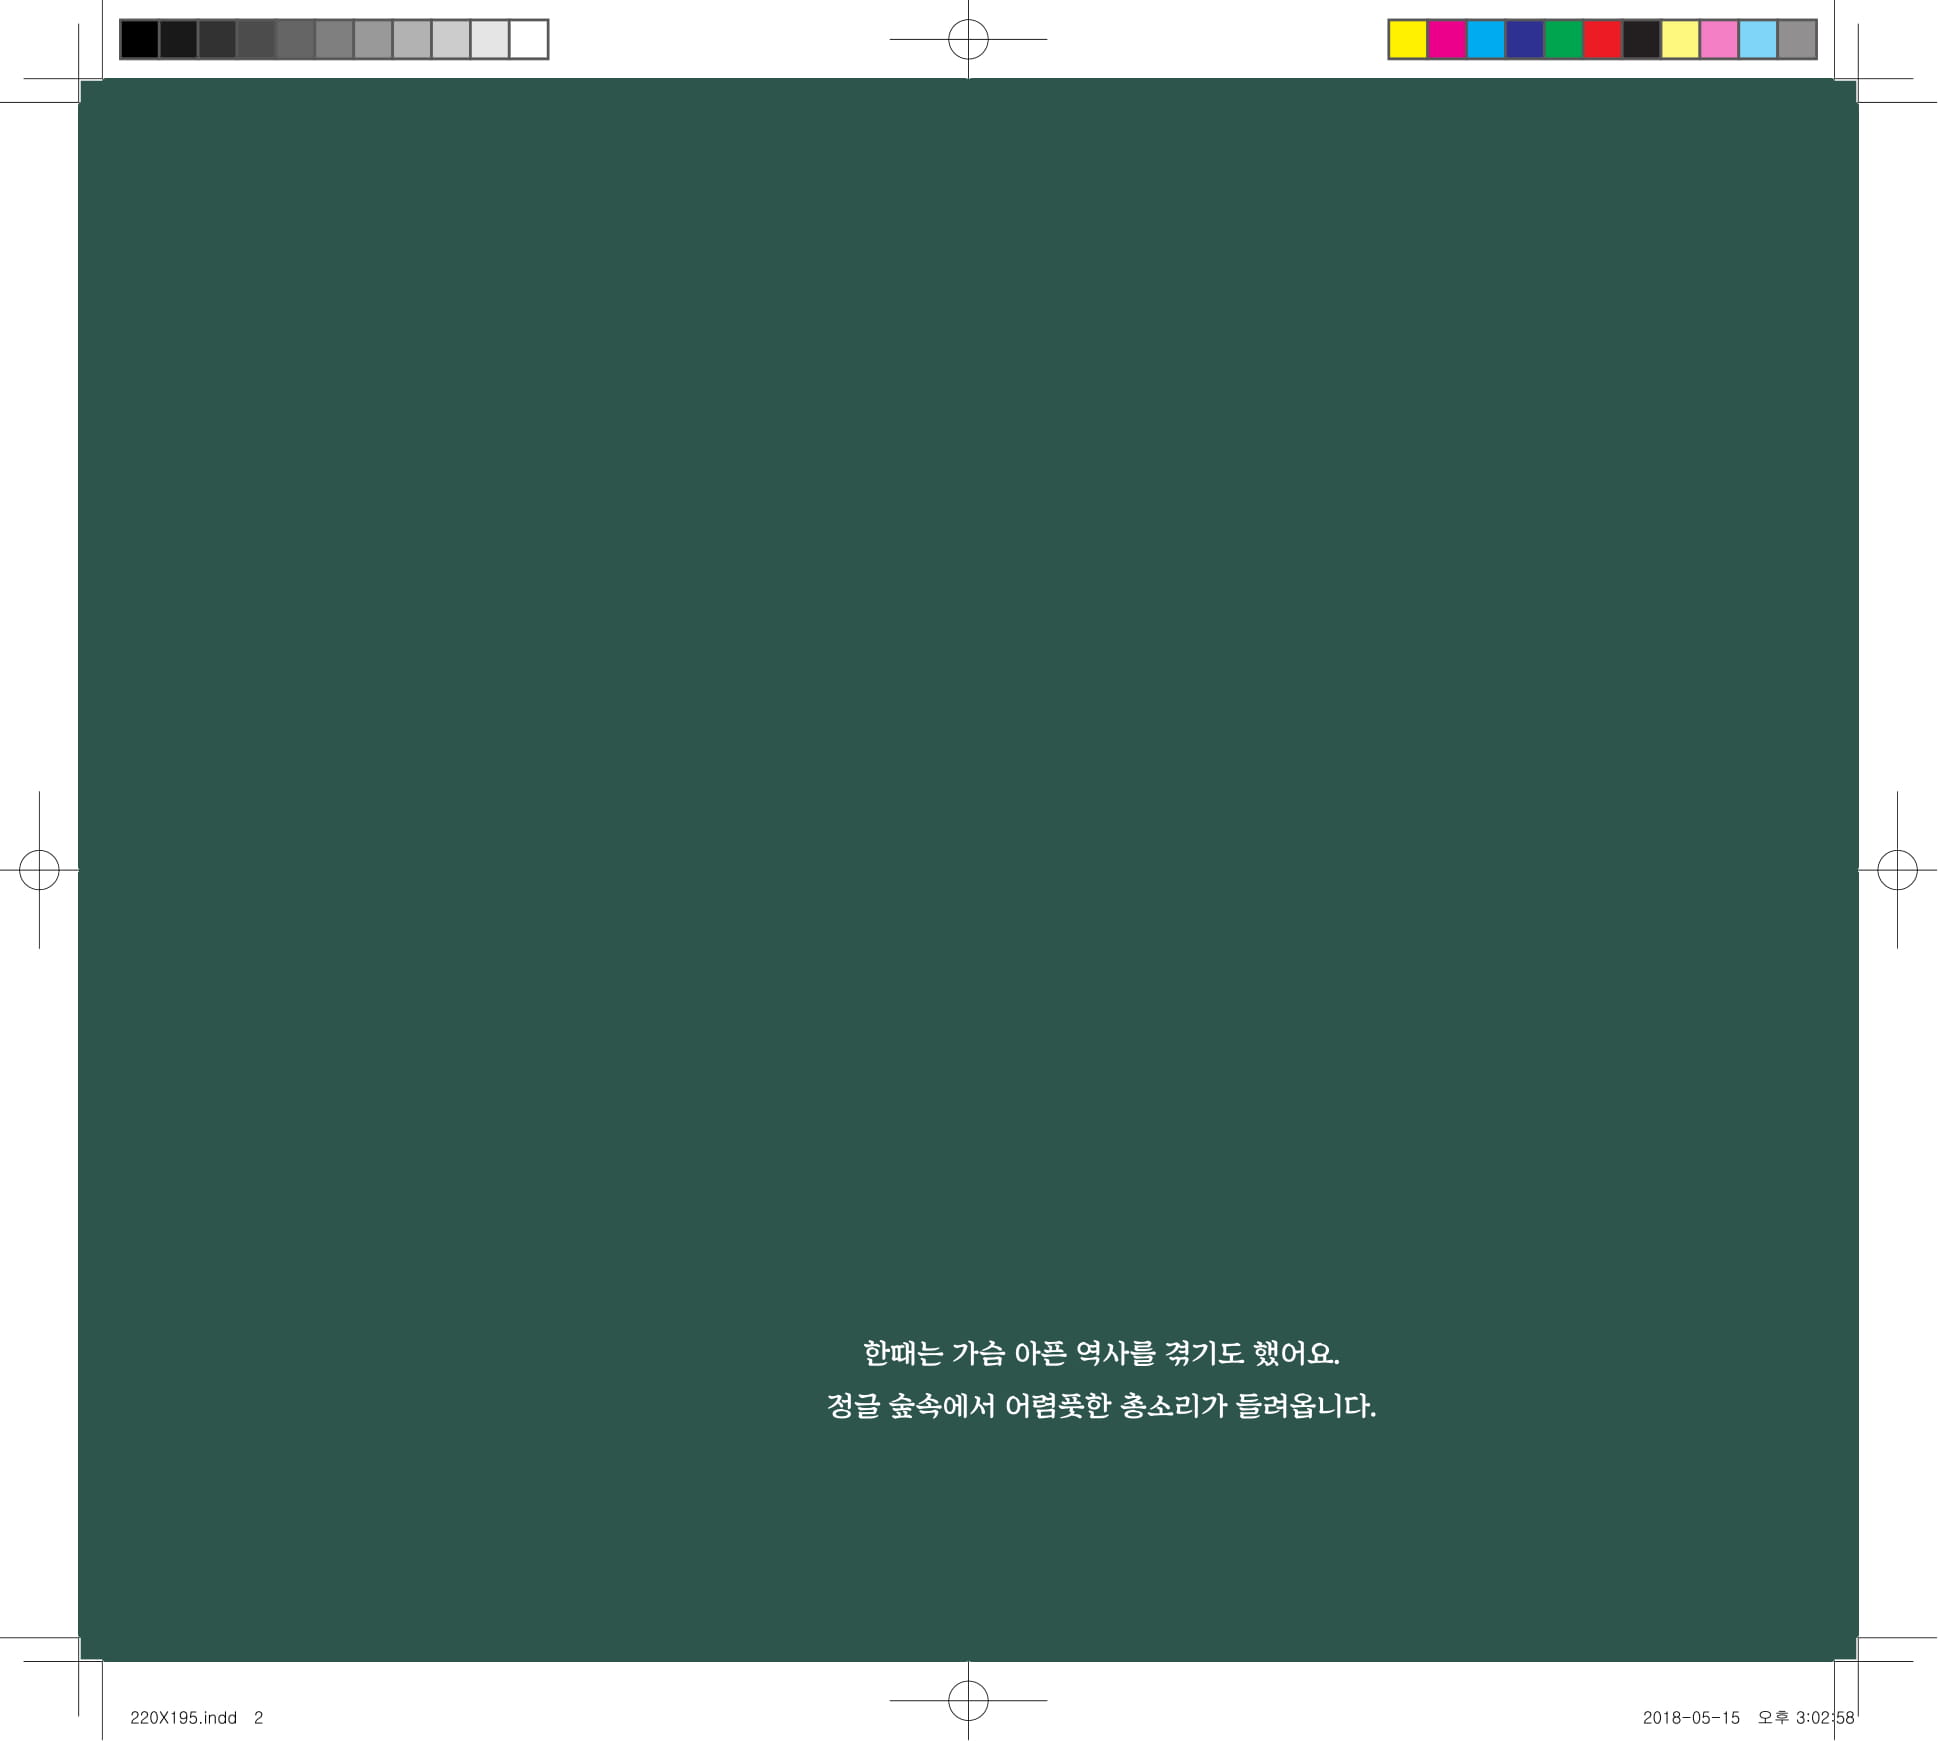 한때는 가슴 아픈 역사를 겪기도 했어요.
정글 숲속에서 어렴풋한 총소리가 들려옵니다.
220X195.indd 2
2018-05-15 오후 3:02:58